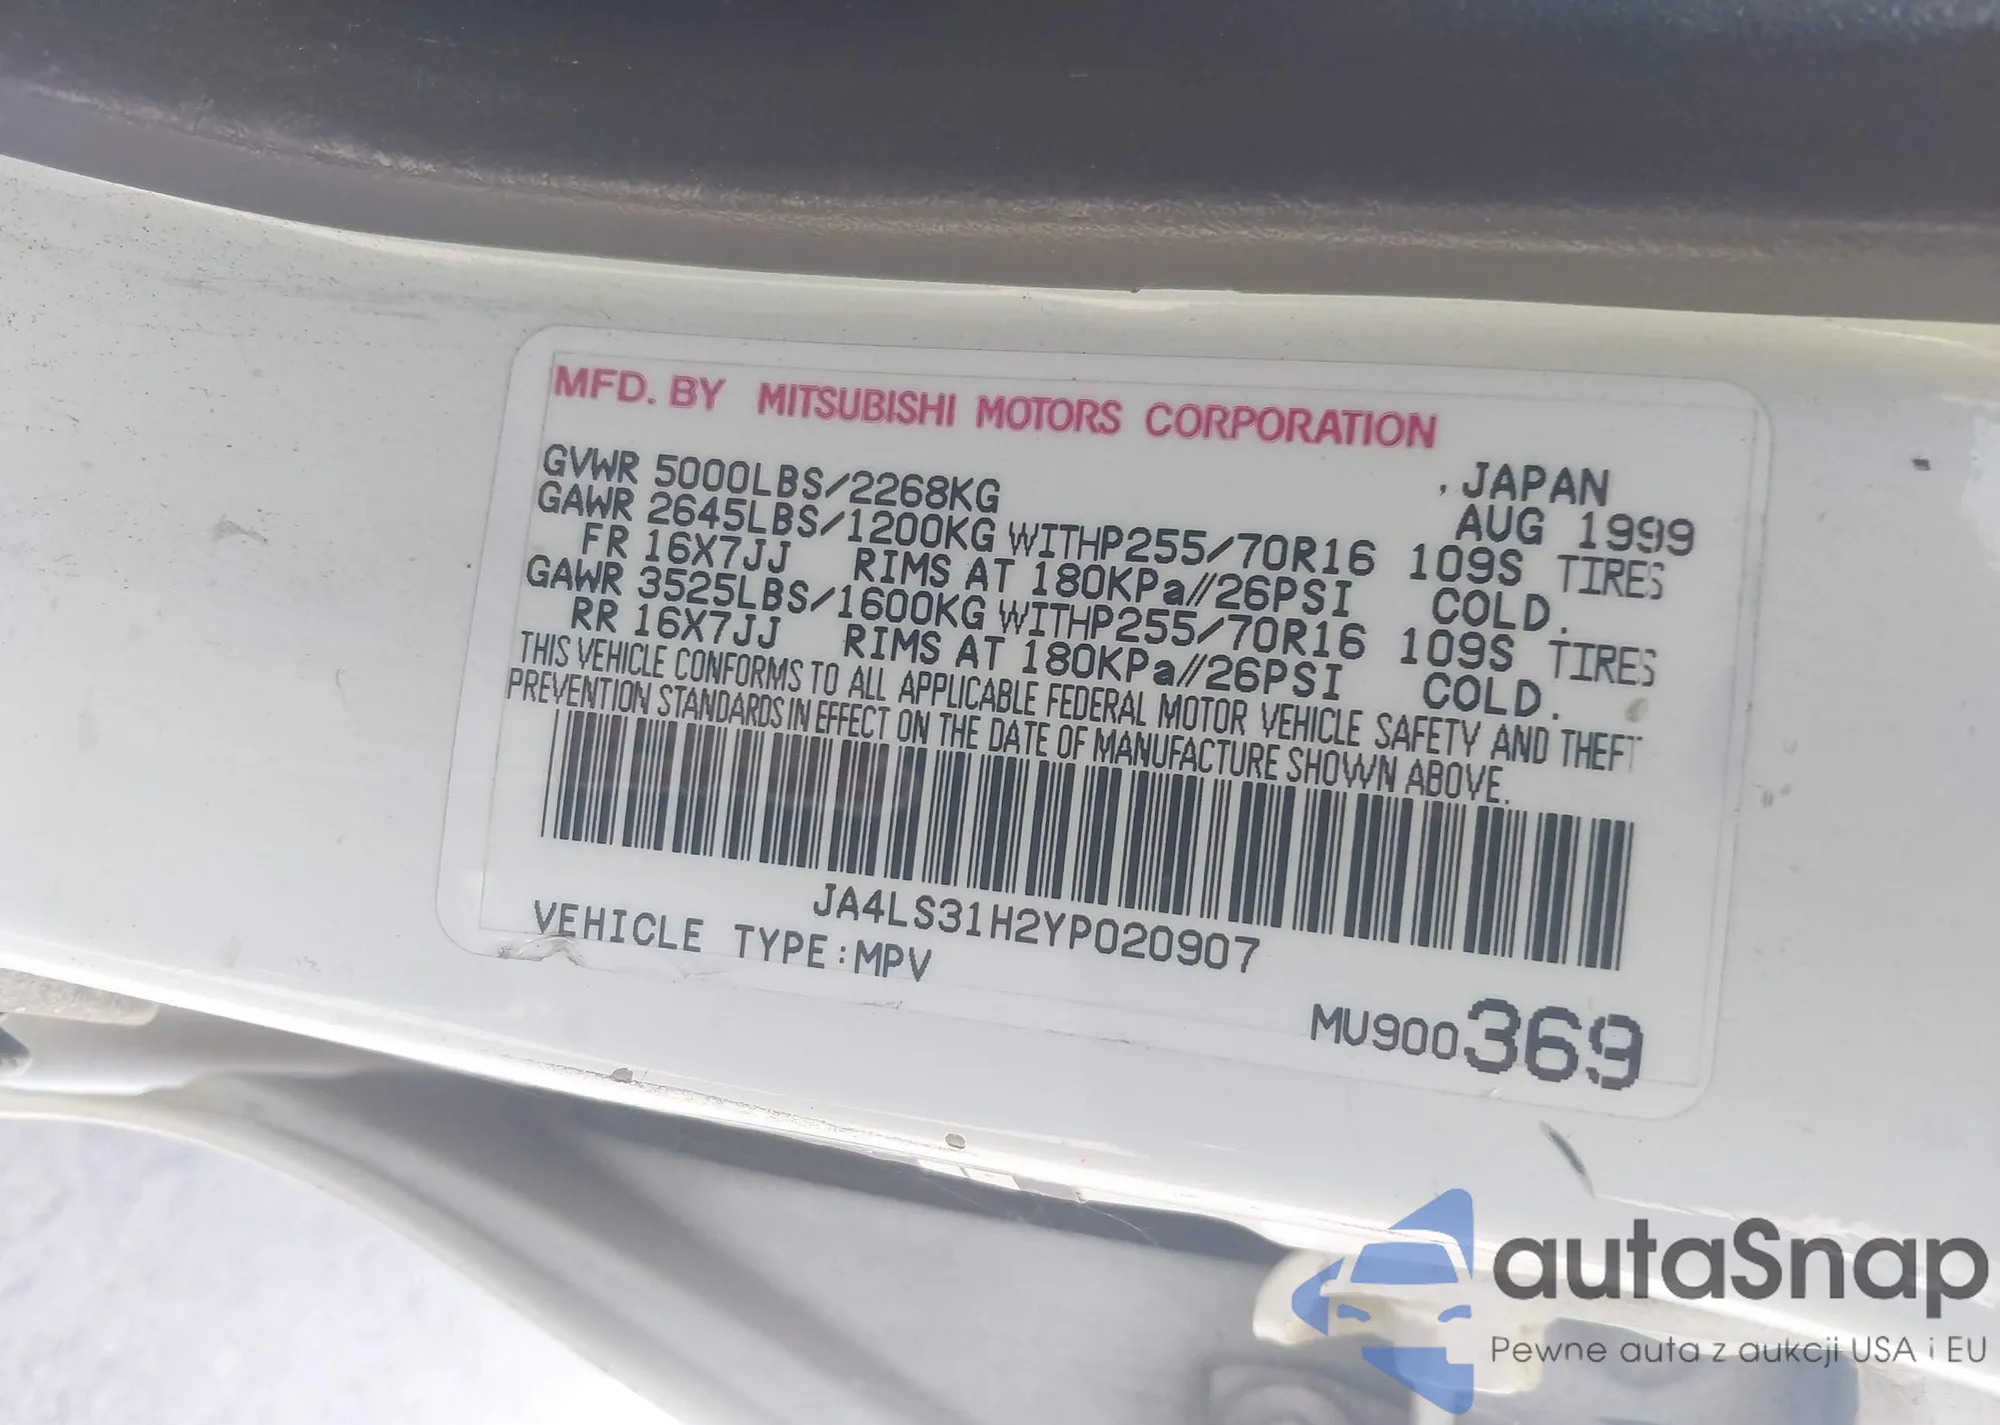 MFD. BY MITSUBISHI MOTORS CORPORATION
, JAPAN
GVWR 5000LBS/2268KG AUG 1999
GAWR 2645LBS/1200KG WITHP255/70R16 109S TIRES
FR 16X7JJ RIMS AT 180KPa//26PSI COLD.
GAWR 3525LBS/1600KG WITHP255/70R16 109S TIRES
RR 16X7JJ RIMS AT 180KPa//26PSI COLD.
THIS VEHICLE CONFORMS TO ALL APPLICABLE FEDERAL MOTOR VEHICLE SAFETY AND THEFT
PREVENTION STANDARDS IN EFFECT ON THE DATE OF MANUFACTURE SHOWN ABOVE.
JA4LS31H2YP020907
VEHICLE TYPE:MPV
MU900369
autaSnap
Pewne auta z aukcji USA i EU